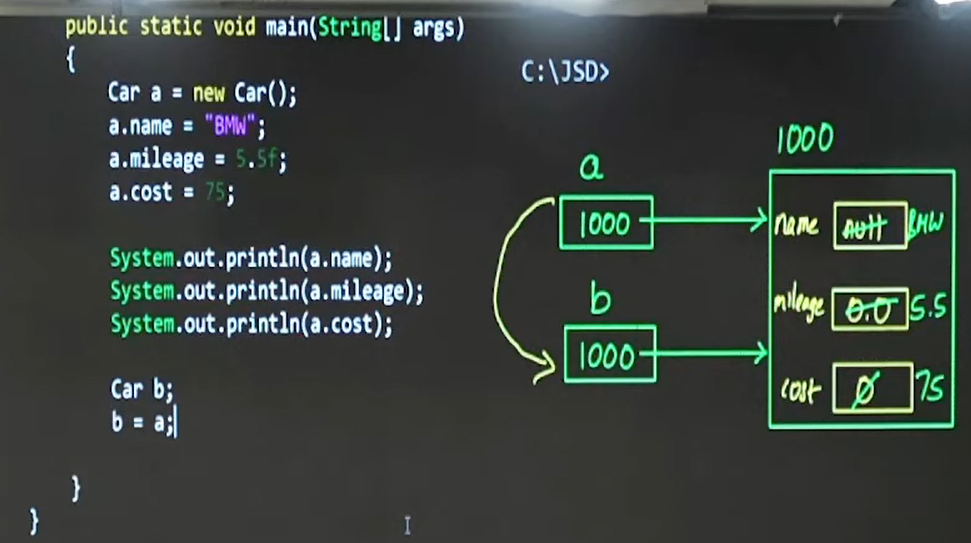 public static void main(String[] args)
{
Car a = new Car();
a.name = "BMW";
a.mileage = 5.5f;
a.cost = 75;
System.out.println(a.name);
System.out.println(a.mileage);
System.out.println(a.cost);
Car b;
b = a;
}
}
C:\JSD>
a
1000
b
1000
1000
name null BMW
mileage 0.0 5.5
cost 0 75